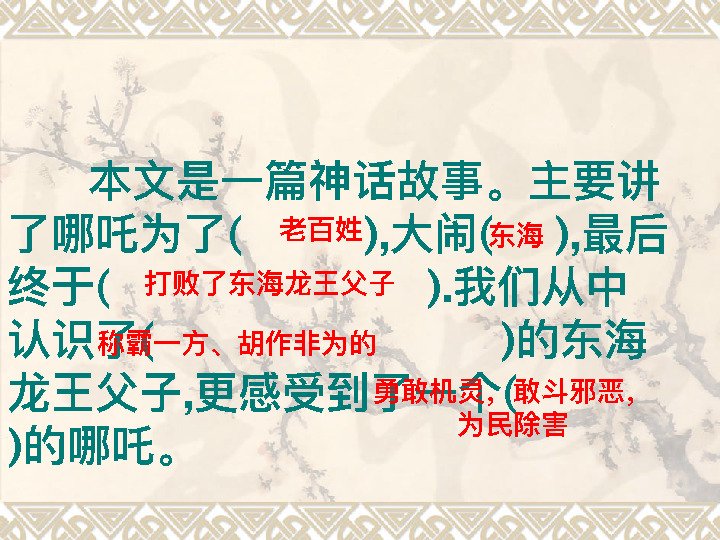 本文是一篇神话故事。主要讲
了哪吒为了( 老百姓 ),大闹( 东海 ),最后
终于( 打败了东海龙王父子 ).我们从中
认识了( 称霸一方、胡作非为的 )的东海
龙王父子,更感受到了一个( 勇敢机灵，敢斗邪恶，
为民除害
)的哪吒。